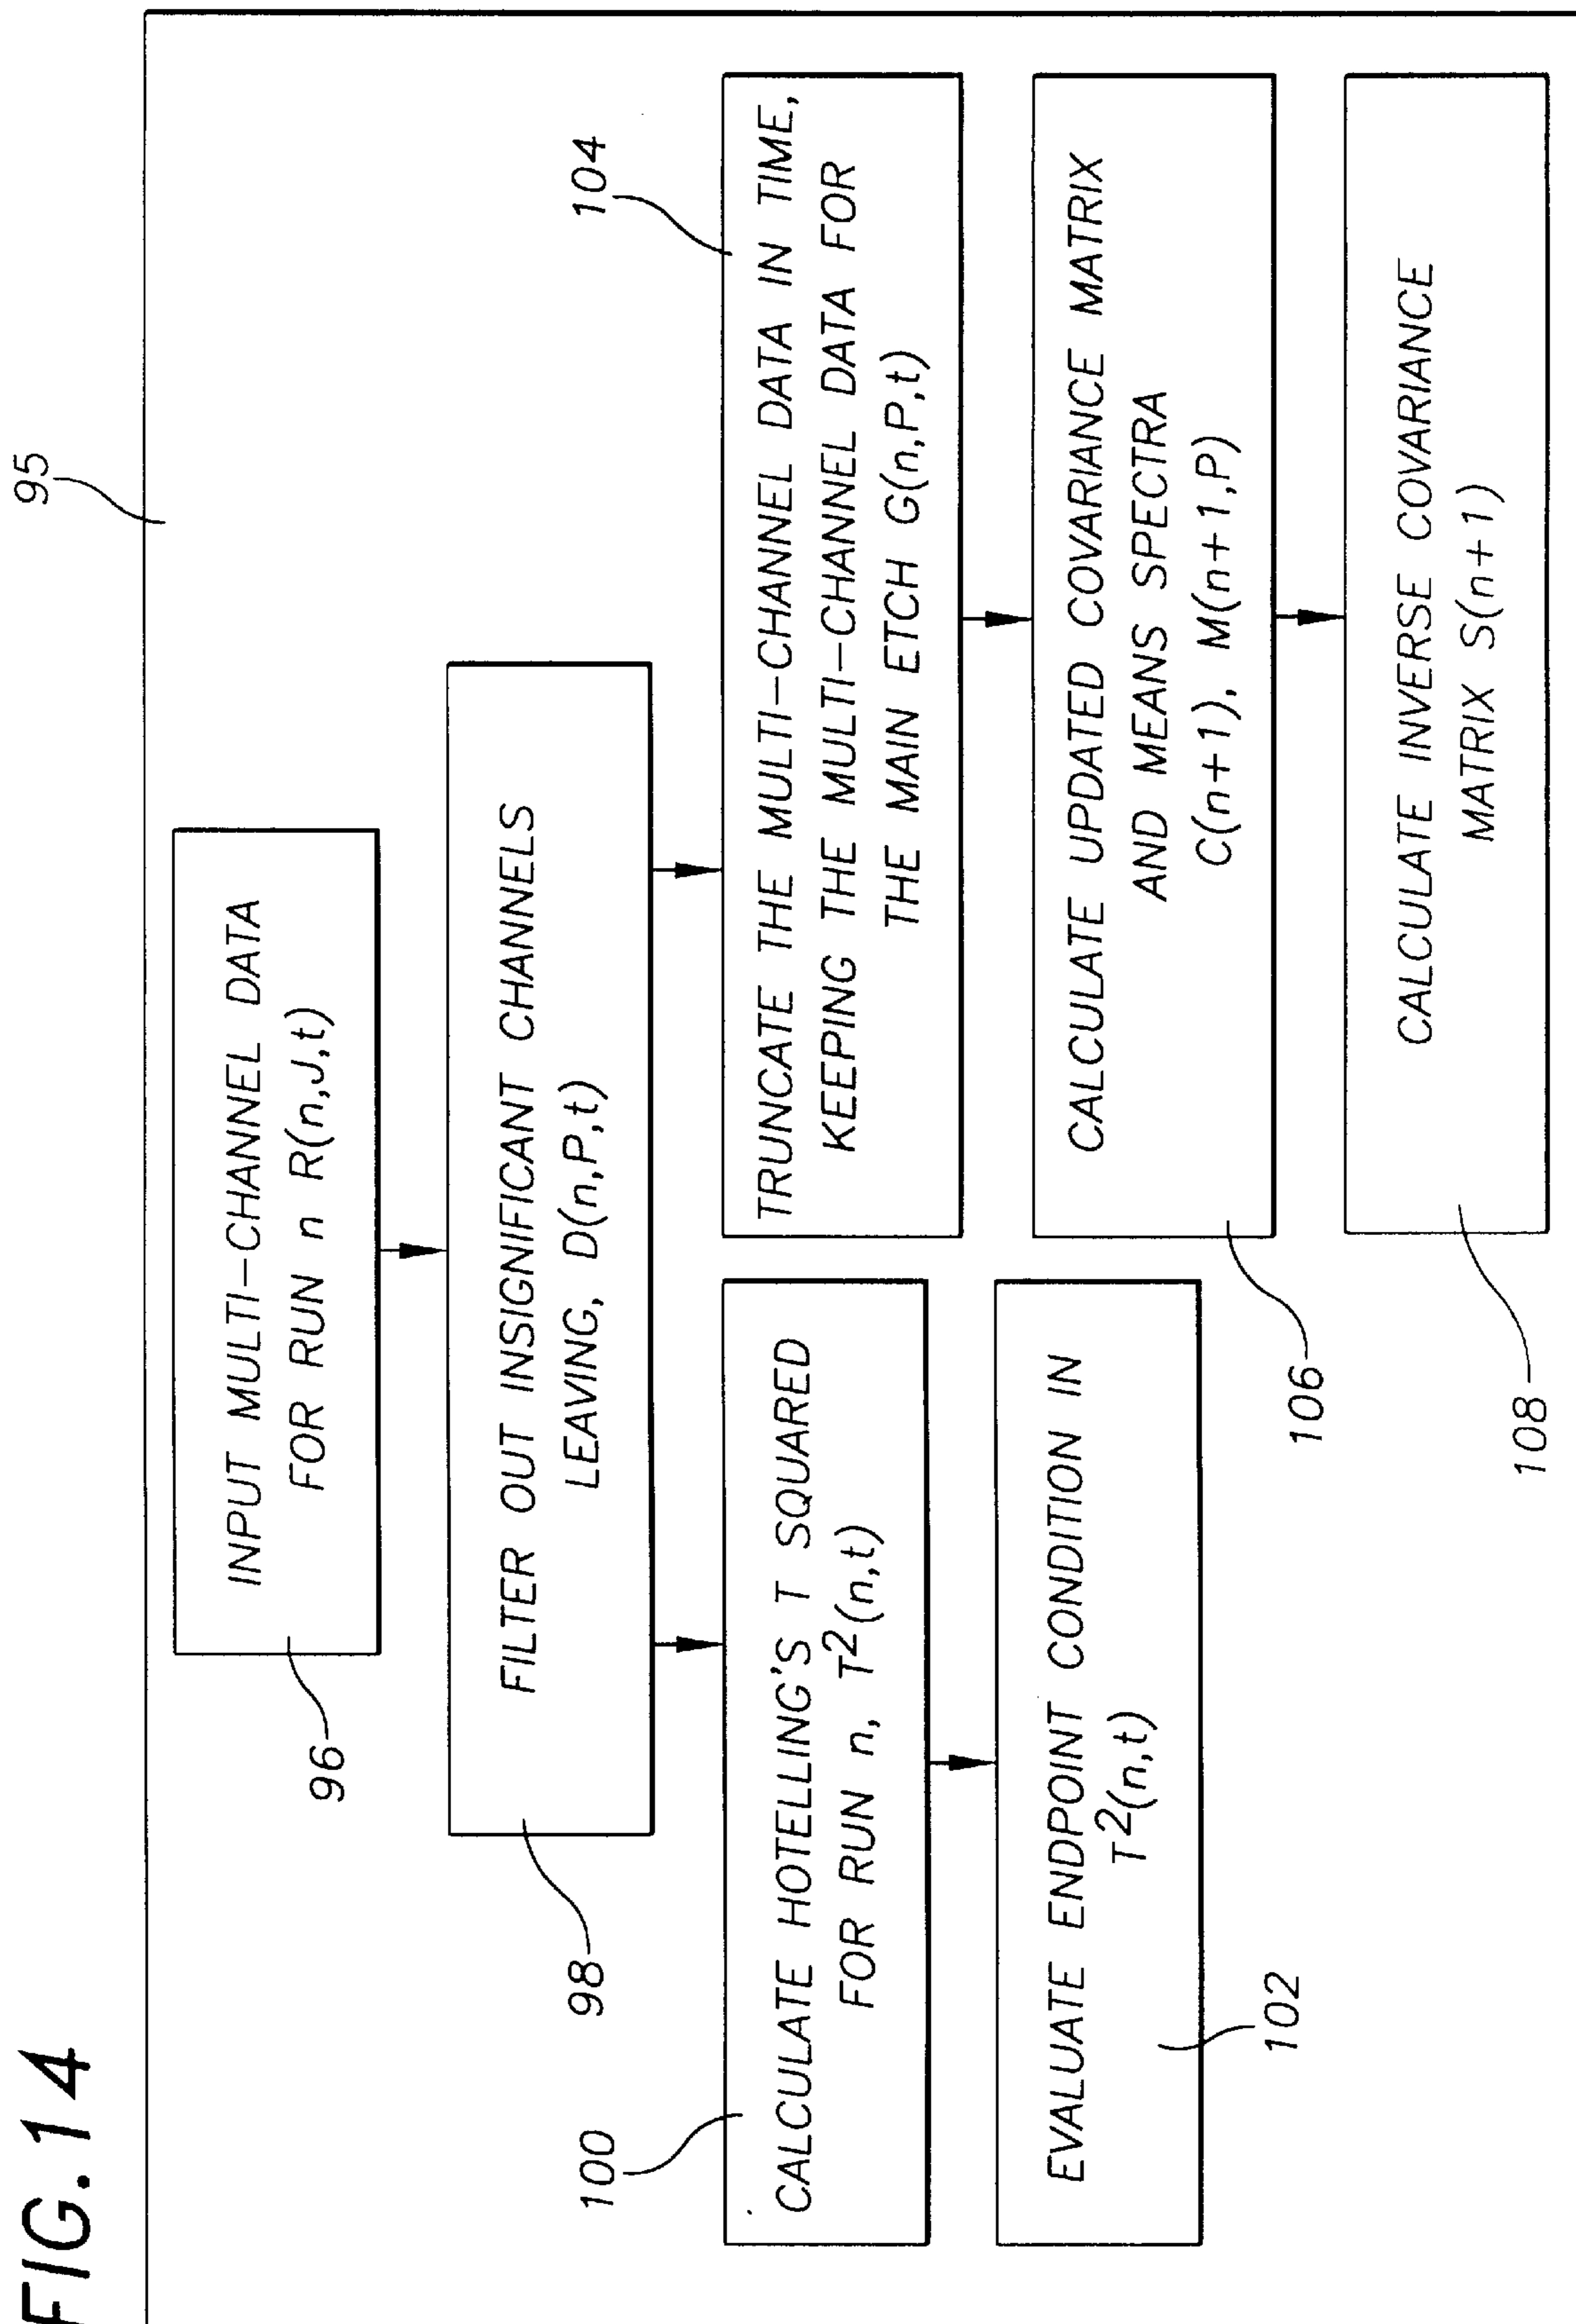 FIG.14
95
INPUT MULTI-CHANNEL DATA
FOR RUN n R(n,J,t)
96
FILTER OUT INSIGNIFICANT CHANNELS
LEAVING, D(n,P,t)
98
100
CALCULATE HOTELLING'S T SQUARED
FOR RUN n, T²(n,t)
EVALUATE ENDPOINT CONDITION IN
T²(n,t)
102
104
TRUNCATE THE MULTI-CHANNEL DATA IN TIME,
KEEPING THE MULTI-CHANNEL DATA FOR
THE MAIN ETCH G(n,P,t)
CALCULATE UPDATED COVARIANCE MATRIX
AND MEANS SPECTRA
C(n+1), M(n+1,P)
106
CALCULATE INVERSE COVARIANCE
MATRIX S(n+1)
108